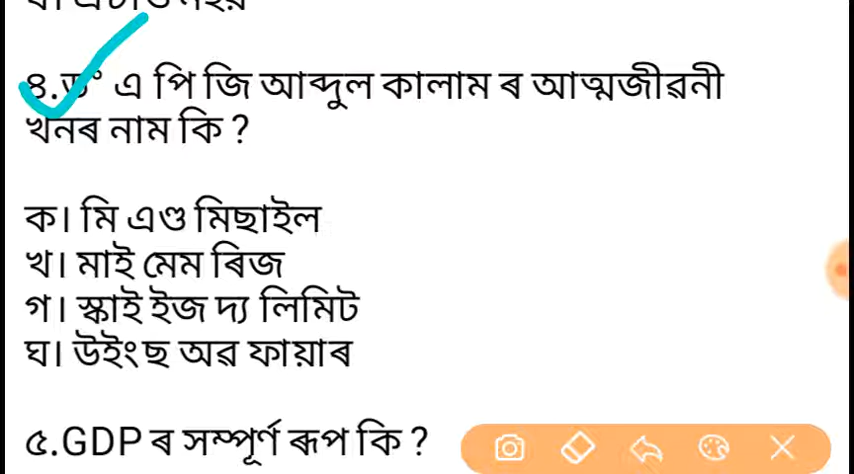 ৪.ড° এ পি জি আব্দুল কালাম ৰ আত্মজীৱনী
খনৰ নাম কি ?
ক। মি এণ্ড মিছাইল
খ। মাই মেম ৰিজ
গ। স্কাই ইজ দ্য লিমিট
ঘ। উইংছ অৱ ফায়াৰ
৫.GDP ৰ সম্পূৰ্ণ ৰূপ কি ?